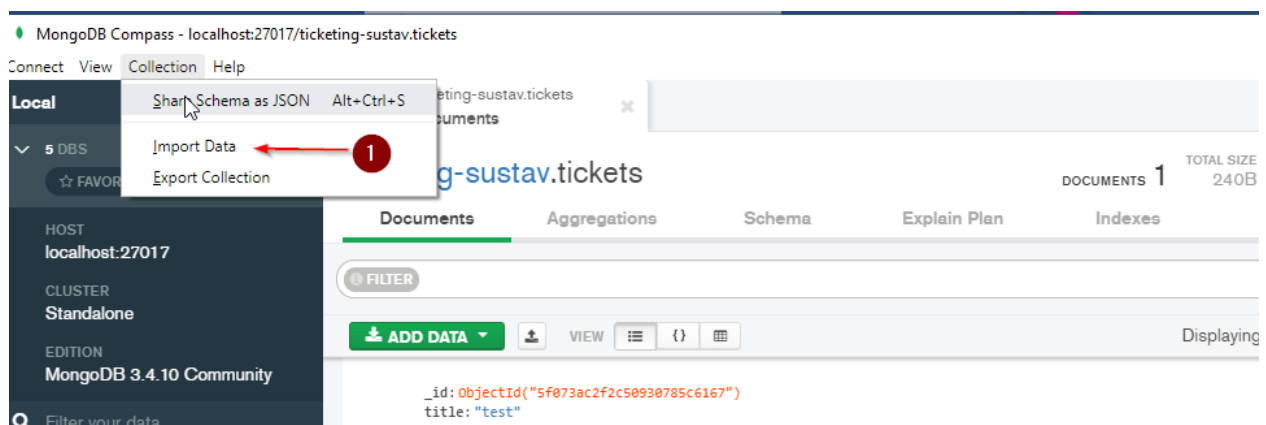 MongoDB Compass - localhost:27017/ticketing-sustav.tickets
Connect View Collection Help
Local
Share Schema as JSON Alt+Ctrl+S
Import Data
Export Collection
1
eting-sustav.tickets
cuments
5 DBS
FAVOR
g-sustav.tickets
DOCUMENTS 1
TOTAL SIZE
240B
Documents Aggregations Schema Explain Plan Indexes
HOST
localhost:27017
CLUSTER
Standalone
EDITION
MongoDB 3.4.10 Community
Filter your data
FILTER
ADD DATA VIEW {} Displaying
_id: ObjectId("5f073ac2f2c50930785c6167")
title: "test"